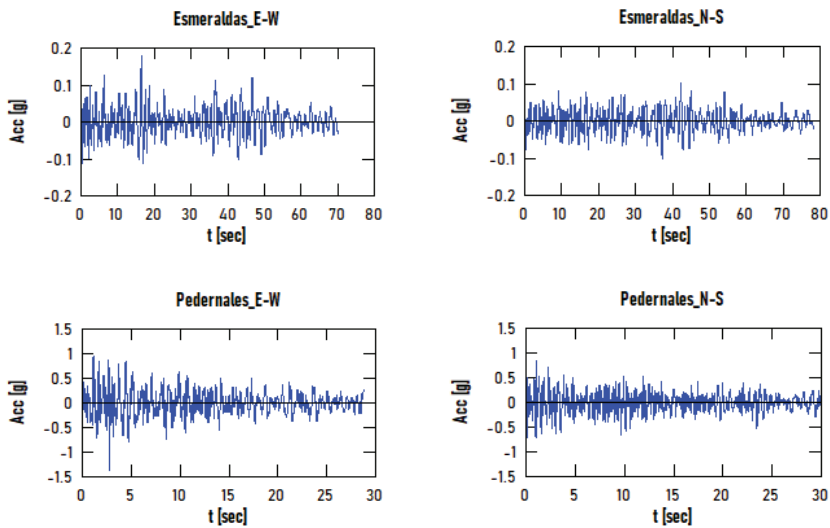 Esmeraldas_E-W
Acc [g]
0.2
0.1
0
-0.1
-0.2
0 10 20 30 40 50 60 70 80
t [sec]
Esmeraldas_N-S
Acc [g]
0.2
0.1
0
-0.1
-0.2
0 10 20 30 40 50 60 70 80
t [sec]
Pedernales_E-W
Acc [g]
1.5
1
0.5
0
-0.5
-1
-1.5
0 5 10 15 20 25 30
t [sec]
Pedernales_N-S
Acc [g]
1.5
1
0.5
0
-0.5
-1
-1.5
0 5 10 15 20 25 30
t [sec]